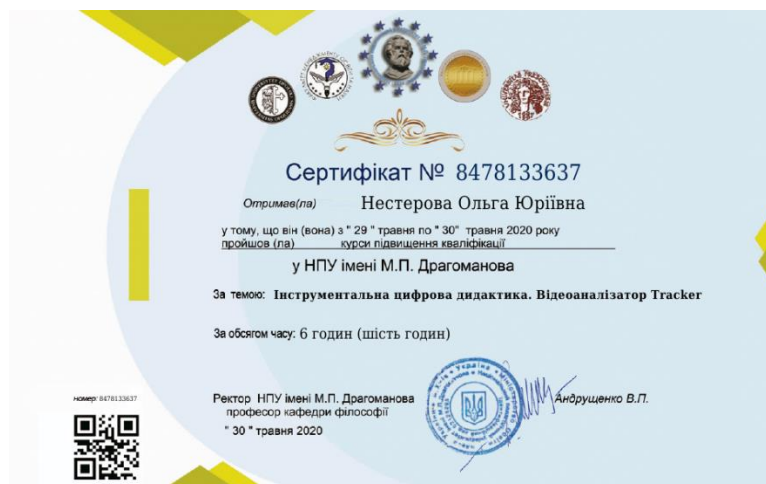 Сертифікат № 8478133637
Отримав(ла) Нестерова Ольга Юріївна
у тому, що він (вона) з " 29 " травня по " 30" травня 2020 року
пройшов (ла) курси підвищення кваліфікації
у НПУ імені М.П. Драгоманова
За темою: Інструментальна цифрова дидактика. Відеоаналізатор Tracker
За обсягом часу: 6 годин (шість годин)
номер: 8478133637
Ректор НПУ імені М.П. Драгоманова
Андрущенко В.П.
професор кафедри філософії
" 30 " травня 2020